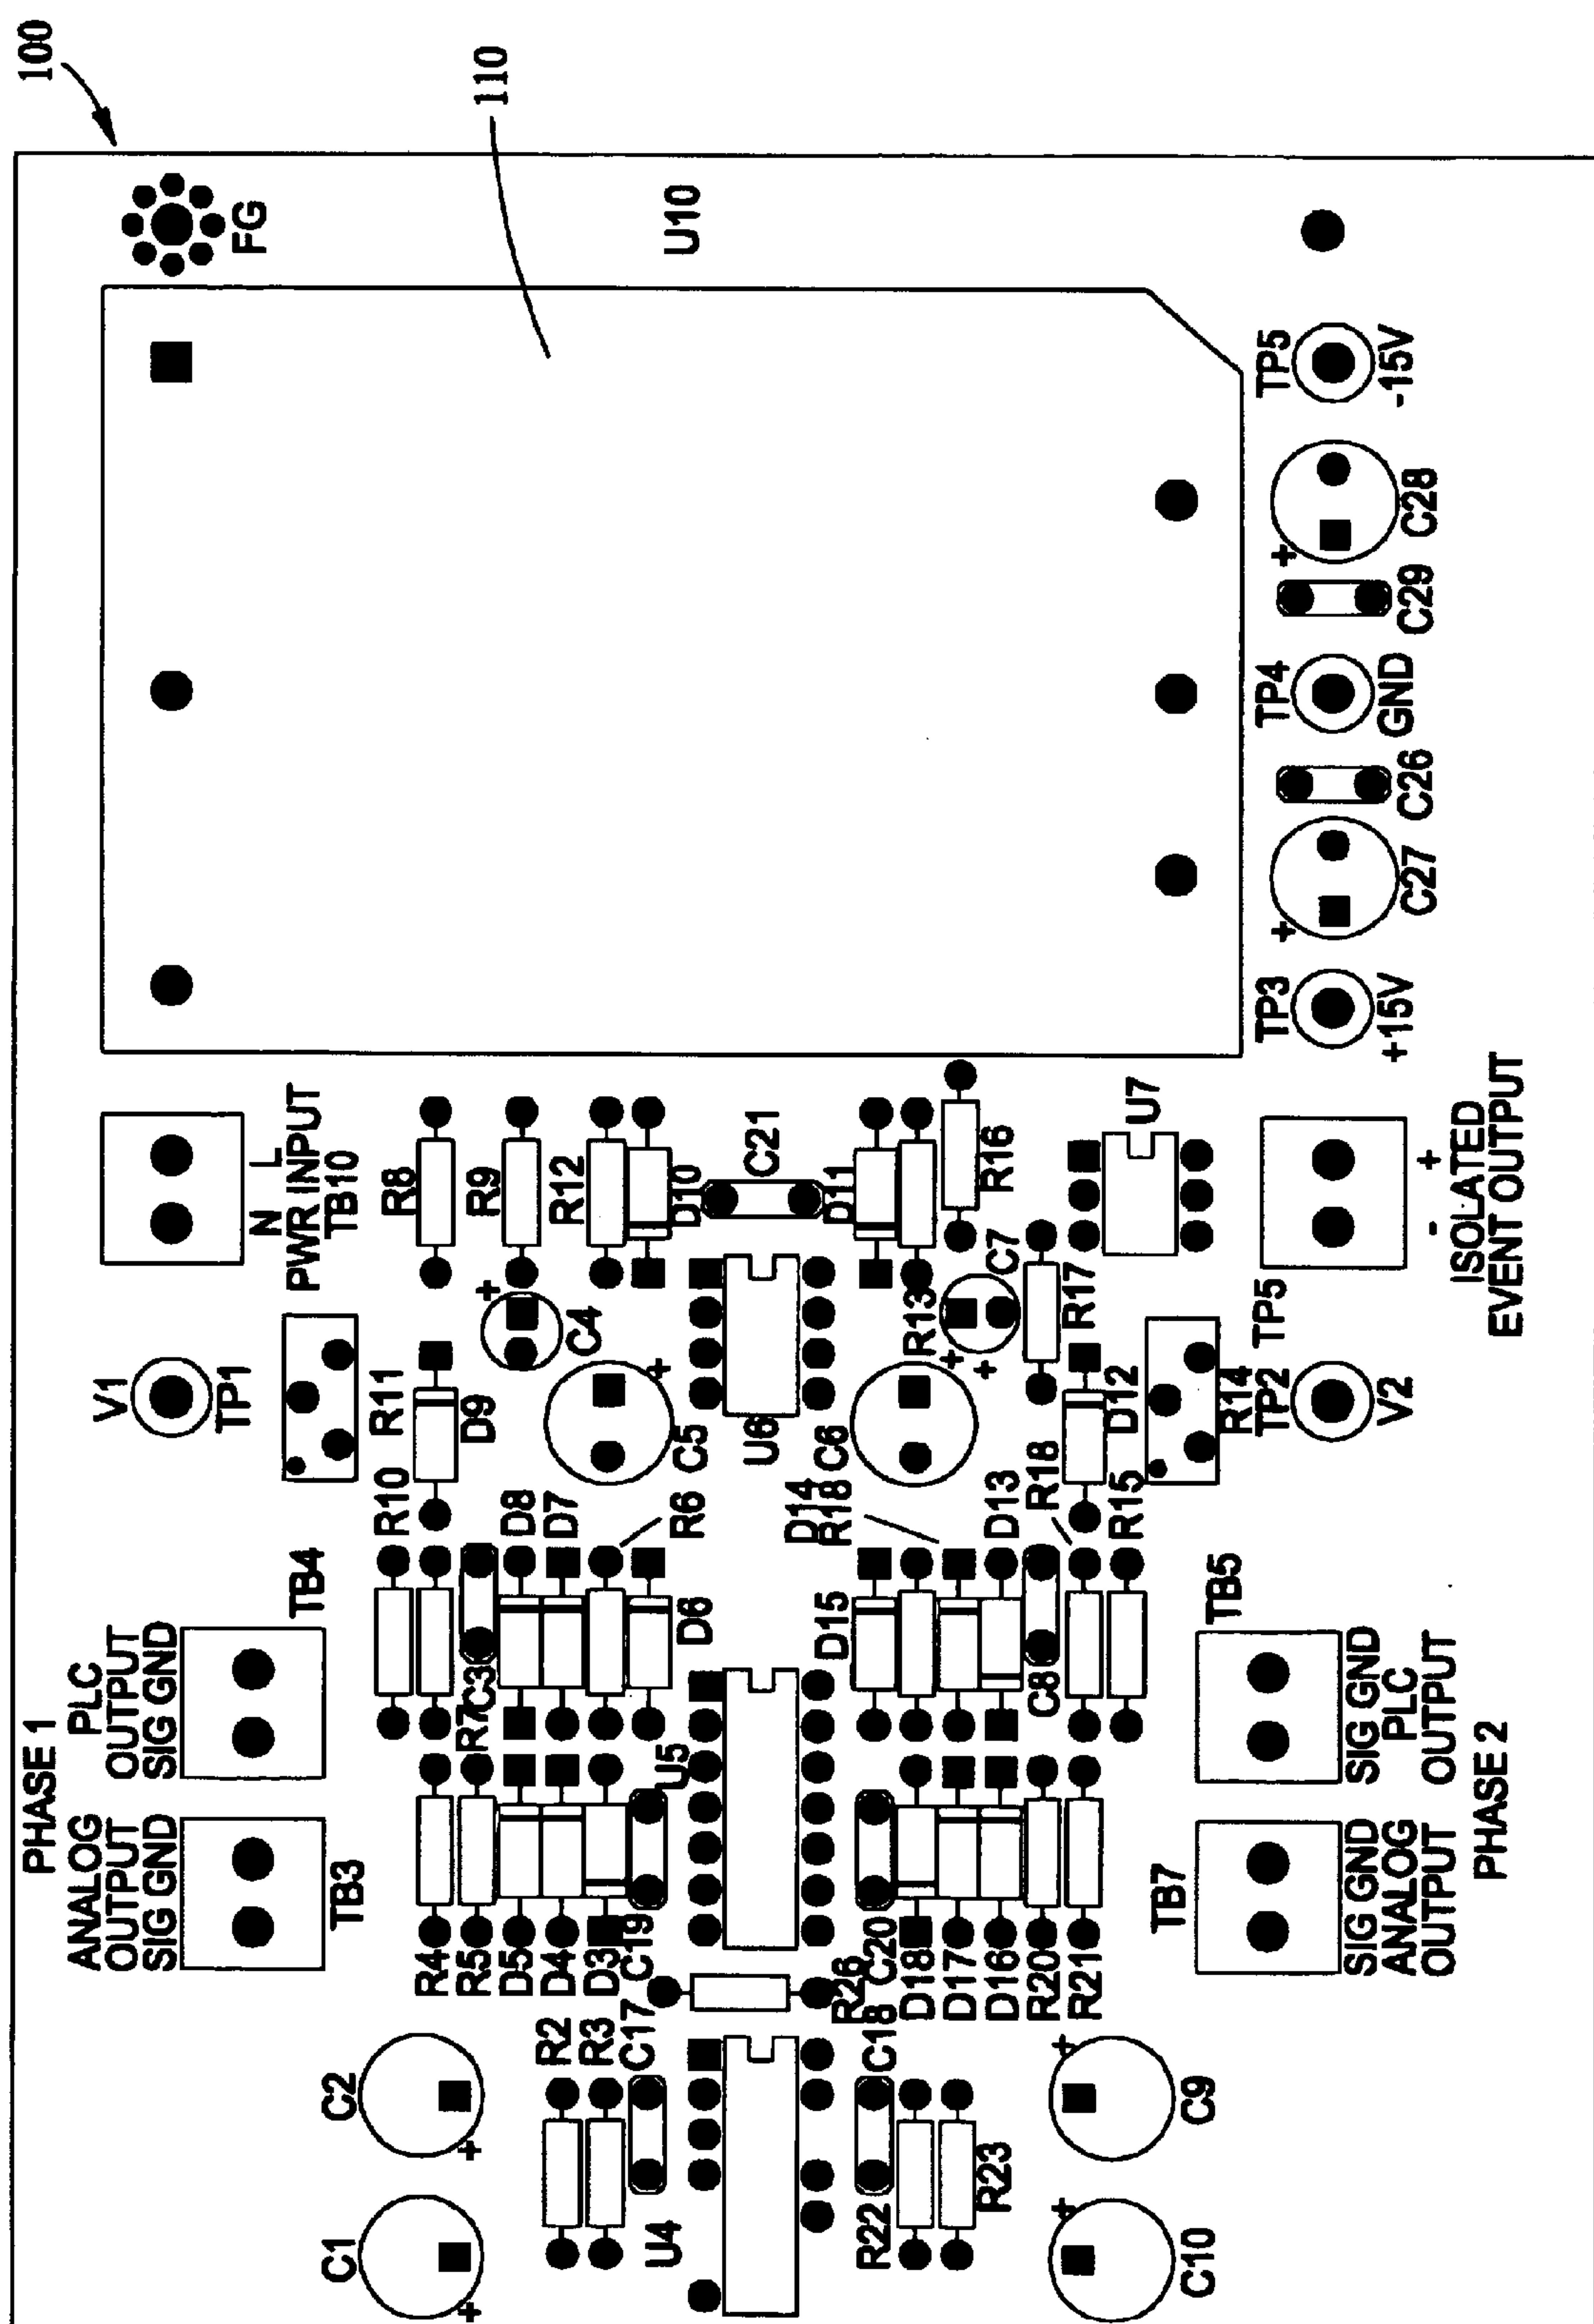 100
110
FG
U10
TP5
-15V
C28
C29
TP4
GND
C26
C27
TP3
+15V
N L
PWR INPUT
TB10
R8
R9
R12
D10
C21
D11
R16
U7
- +
ISOLATED
EVENT OUTPUT
V1
TP1
R11
D9
C4
C5
U6
C6
R13
C7
R17
D12
R14
TP2
TP5
V2
R10
D8
D7
R6
D14
R18
D13
R18
R15
PHASE 1
PLC
OUTPUT
SIG GND
TB4
R7
C3
D6
U5
D15
C8
TB5
SIG GND
PLC
OUTPUT
ANALOG
OUTPUT
SIG GND
TB3
R4
R5
D5
D4
D3
C19
R26
C20
D18
D17
D16
R20
R21
TB7
SIG GND
ANALOG
OUTPUT
PHASE 2
C2
R2
R3
C17
C18
C9
C1
U4
R22
R23
C10
+
+
+
+
+
+
+
+
+
+